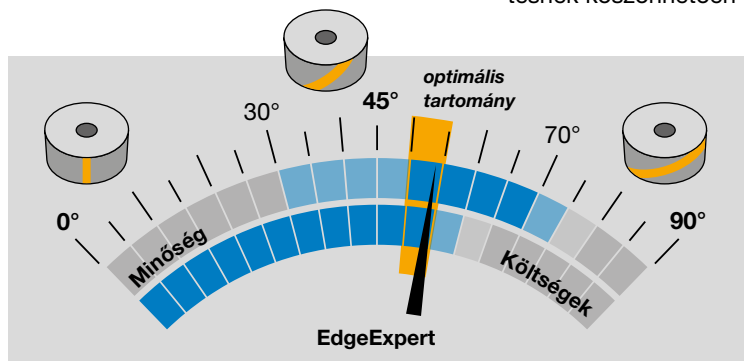 optimális
tartomány
0°
30°
45°
70°
90°
Minőség
Költségek
EdgeExpert